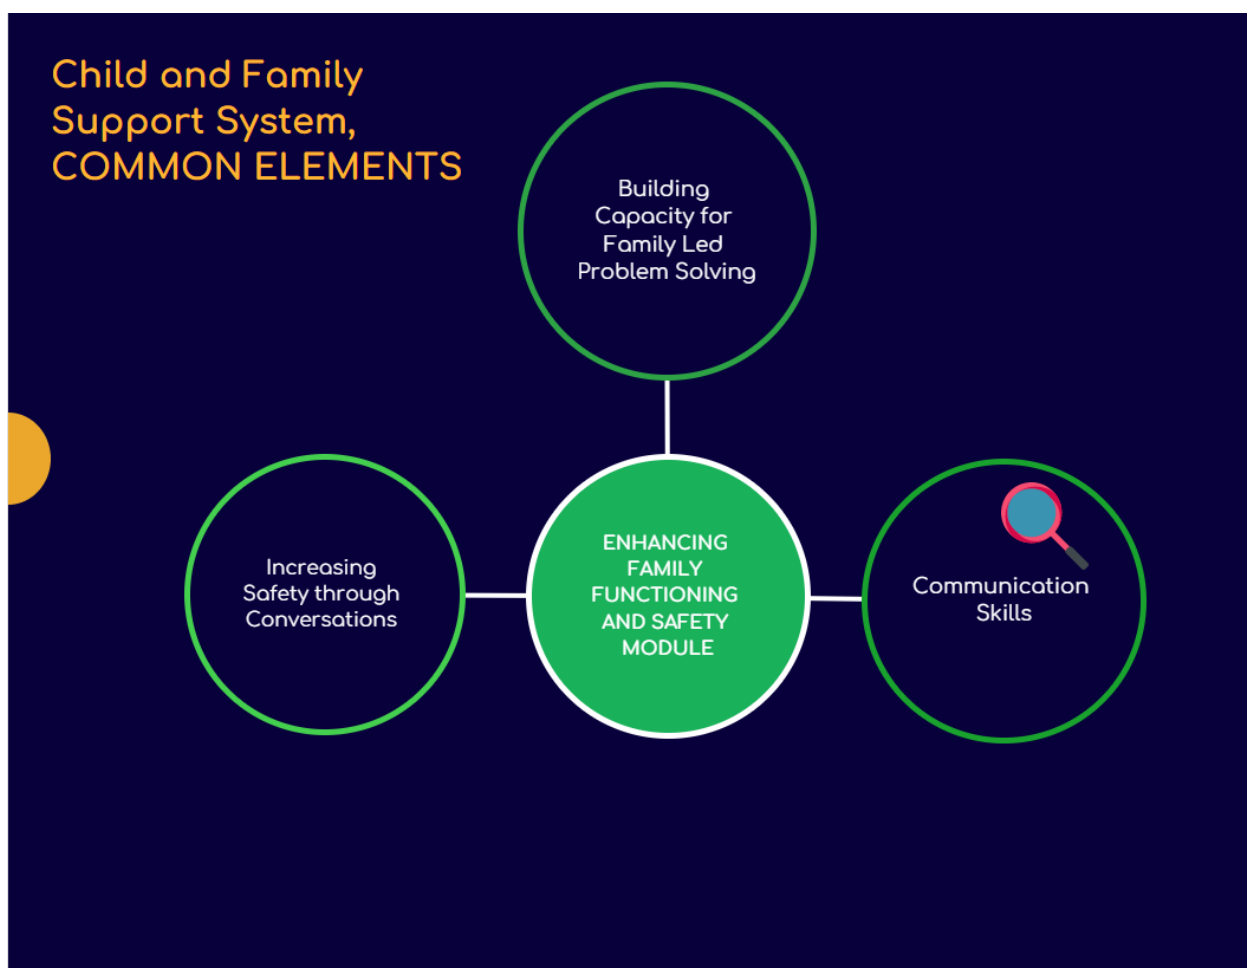 Child and Family
Support System,
COMMON ELEMENTS
Building
Capacity for
Family Led
Problem Solving
Increasing
Safety through
Conversations
ENHANCING
FAMILY
FUNCTIONING
AND SAFETY
MODULE
Communication
Skills